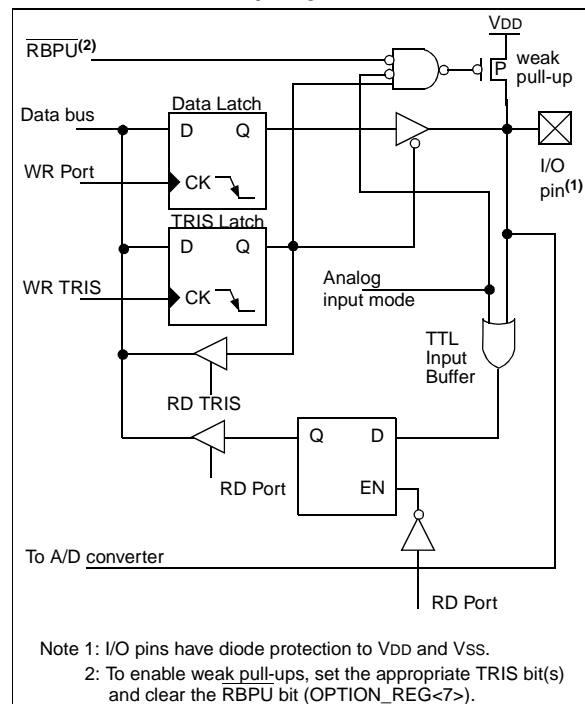 VDD
RBPU(2)
P
weak
pull-up
Data Latch
Data bus
D
Q
I/O
pin(1)
WR Port
CK
TRIS Latch
D
Q
WR TRIS
CK
Analog
input mode
TTL
Input
Buffer
RD TRIS
Q
D
RD Port
EN
To A/D converter
RD Port
Note 1: I/O pins have diode protection to VDD and VSS.
2: To enable weak pull-ups, set the appropriate TRIS bit(s)
and clear the RBPU bit (OPTION_REG<7>).